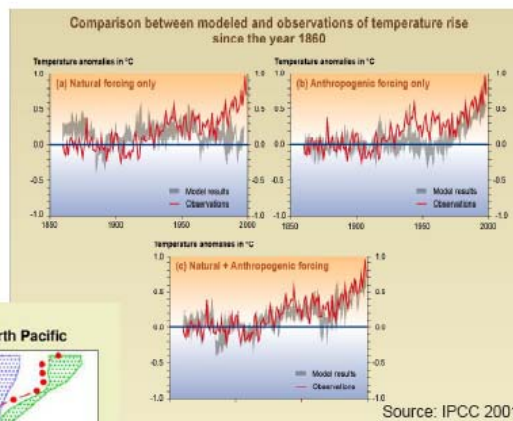 Comparison between modeled and observations of temperature rise
since the year 1860
Temperature anomalies in °C
Temperature anomalies in °C
1.0
(a) Natural forcing only
1.0
1.0
(b) Anthropogenic forcing only
1.0
0.5
0.5
0.5
0.5
0.0
0.0
0.0
0.0
-0.5
-0.5
-0.5
-0.5
Model results
Observations
Model results
Observations
-1.0
-1.0
-1.0
-1.0
1850
1900
1950
2000
1850
1900
1950
2000
Temperature anomalies in °C
1.0
(c) Natural + Anthropogenic forcing
1.0
0.5
0.5
0.0
0.0
-0.5
-0.5
Model results
Observations
-1.0
-1.0
rth Pacific
Source: IPCC 2001